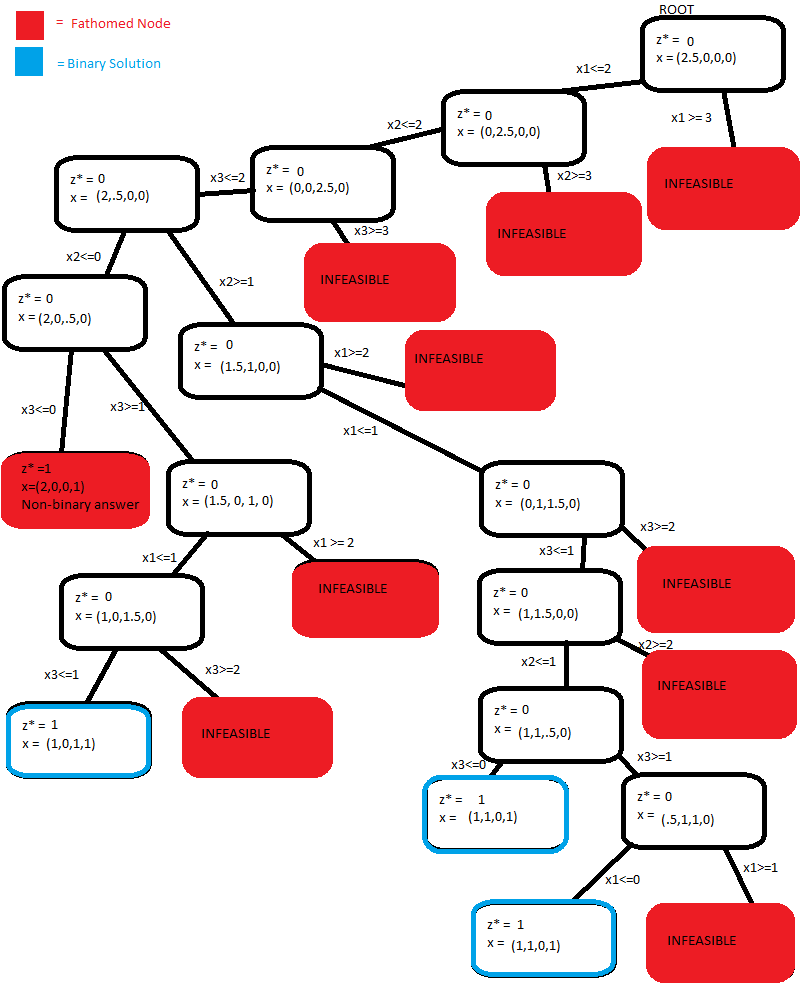 ROOT
= Fathomed Node
= Binary Solution
z* = 0
x = (2.5,0,0,0)
x1<=2
x1 >= 3
INFEASIBLE
z* = 0
x = (0,2.5,0,0)
x2<=2
x2>=3
INFEASIBLE
z* = 0
x = (0,0,2.5,0)
x3<=2
x3>=3
INFEASIBLE
z* = 0
x = (2,.5,0,0)
x2<=0
x2>=1
z* = 0
x = (2,0,.5,0)
z* = 0
x = (1.5,1,0,0)
x1>=2
INFEASIBLE
x3<=0
x3>=1
x1<=1
z* =1
x=(2,0,0,1)
Non-binary answer
z* = 0
x = (1.5, 0, 1, 0)
z* = 0
x = (0,1,1.5,0)
x1<=1
x1 >= 2
INFEASIBLE
x3<=1
x3>=2
INFEASIBLE
z* = 0
x = (1,0,1.5,0)
z* = 0
x = (1,1.5,0,0)
x3<=1
x3>=2
INFEASIBLE
x2<=1
x2>=2
INFEASIBLE
z* = 1
x = (1,0,1,1)
z* = 0
x = (1,1,.5,0)
x3<=0
x3>=1
z* = 1
x = (1,1,0,1)
z* = 0
x = (.5,1,1,0)
x1<=0
x1>=1
z* = 1
x = (1,1,0,1)
INFEASIBLE